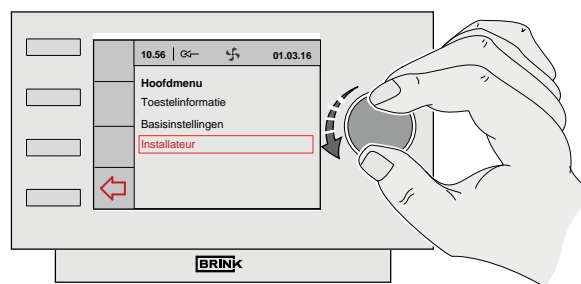 10.56 01.03.16
Hoofdmenu
Toestelinformatie
Basisinstellingen
Installateur
BRINK